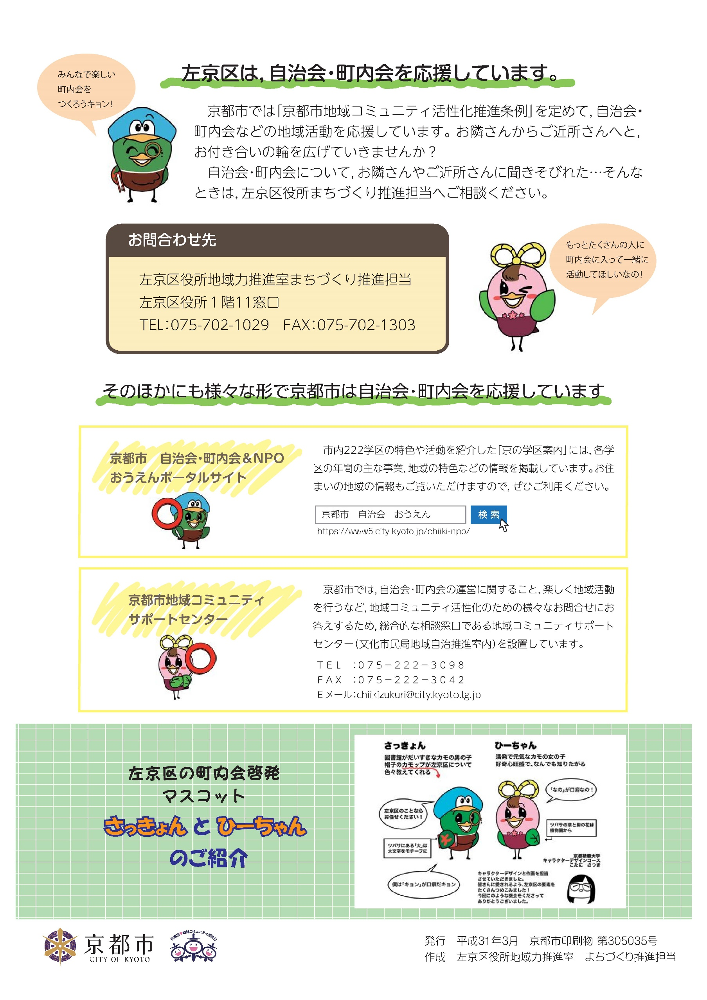 みんなで楽しい
町内会を
つくろうキョン！
左京区は，自治会・町内会を応援しています。
京都市では「京都市地域コミュニティ活性化推進条例」を定めて，自治会・
町内会などの地域活動を応援しています。お隣さんからご近所さんへと，
お付き合いの輪を広げていきませんか？
自治会・町内会について，お隣さんやご近所さんに聞きそびれた…そんな
ときは，左京区役所まちづくり推進担当へご相談ください。
お問合わせ先
左京区役所地域力推進室まちづくり推進担当
左京区役所１階11窓口
TEL：075-702-1029　FAX：075-702-1303
もっとたくさんの人に
町内会に入って一緒に
活動してほしいなの！
そのほかにも様々な形で京都市は自治会・町内会を応援しています
京都市　自治会・町内会＆NPO
おうえんポータルサイト
市内222学区の特色や活動を紹介した「京の学区案内」には，各学
区の年間の主な事業，地域の特色などの情報を掲載しています。お住
まいの地域の情報もご覧いただけますので，ぜひご利用ください。
京都市　自治会　おうえん
検 索
https://www5.city.kyoto.jp/chiiki-npo/
京都市地域コミュニティ
サポートセンター
京都市では，自治会・町内会の運営に関すること，楽しく地域活動
を行うなど，地域コミュニティ活性化のための様々なお問合せにお
答えするため，総合的な相談窓口である地域コミュニティサポート
センター（文化市民局地域自治推進室内）を設置しています。
ＴＥＬ　：０７５－２２２－３０９８
ＦＡＸ　：０７５－２２２－３０４２
Ｅメール：chiikizukuri@city.kyoto.lg.jp
左京区の町内会啓発
マスコット
さっきょん と ひーちゃん
のご紹介
さっきょん
図書館がだいすきなカモの男の子
帽子のカモップが左京区について
色々教えてくれる
ひーちゃん
活発で元気なカモの女の子
好奇心旺盛で、なんでも知りたがる
「なの」が口癖なの！
左京区のことなら
お任せください！
ツバサの草と胸の花は
植物園から
ツバサにある「大」は
大文字をモチーフに
京都精華大学
キャラクターデザインコース
こたに　さつき
僕は「キョン」が口癖だキョン
キャラクターデザインと作画を担当
させていただきました。
皆さんに愛されるよう、左京区の要素を
たくさんつめこみました！
今回このような機会をくださって
ありがとうございました。
京都市
CITY OF KYOTO
京都市♥地域コミュニティ活性化
発行　平成31年3月　京都市印刷物 第305035号
作成　左京区役所地域力推進室　まちづくり推進担当